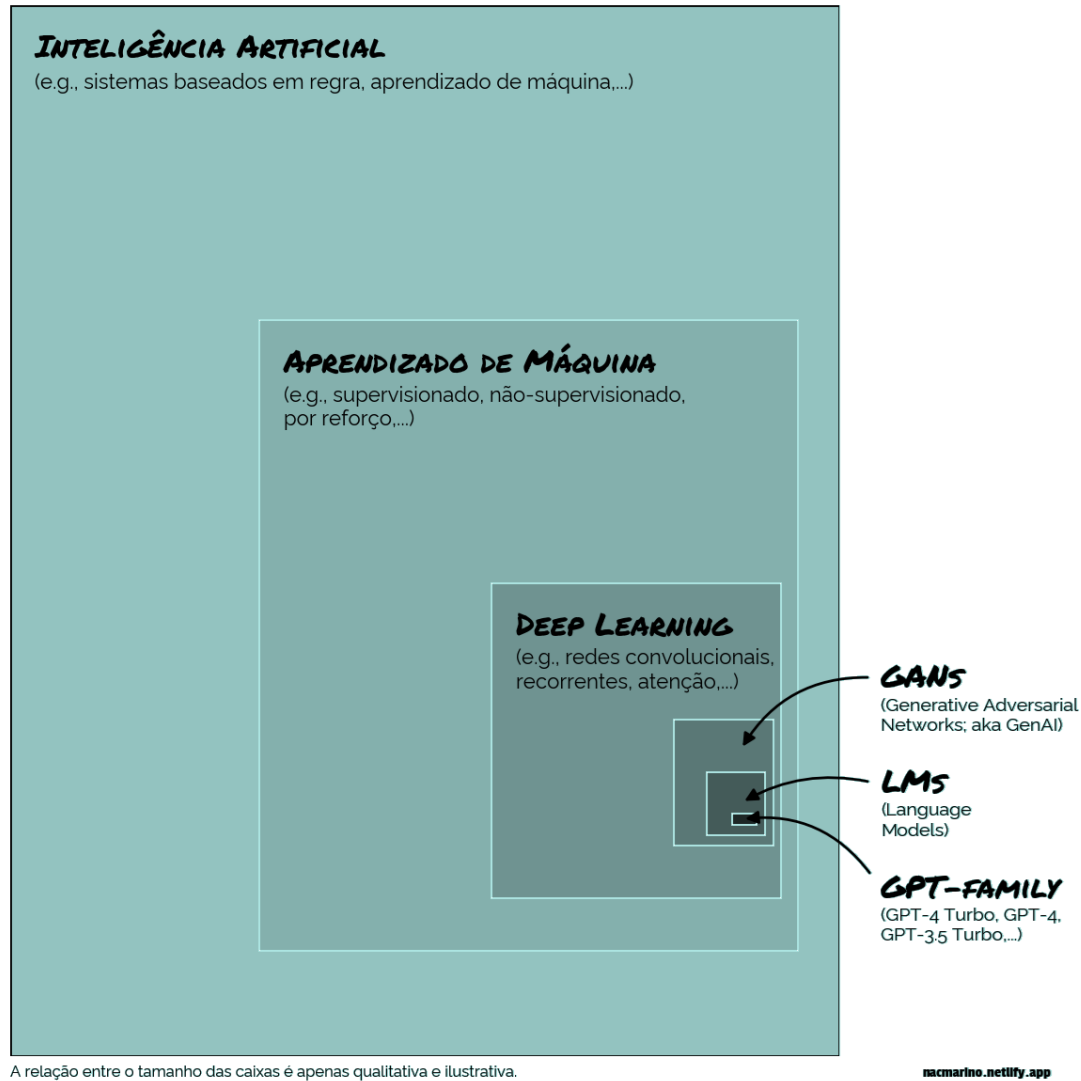 Inteligência Artificial
(e.g., sistemas baseados em regra, aprendizado de máquina,...)
Aprendizado de Máquina
(e.g., supervisionado, não-supervisionado,
por reforço,...)
Deep Learning
(e.g., redes convolucionais,
recorrentes, atenção,...)
GANs
(Generative Adversarial
Networks; aka GenAI)
LMs
(Language
Models)
GPT-family
(GPT-4 Turbo, GPT-4,
GPT-3.5 Turbo,...)
A relação entre o tamanho das caixas é apenas qualitativa e ilustrativa.
nacmarino.netlify.app